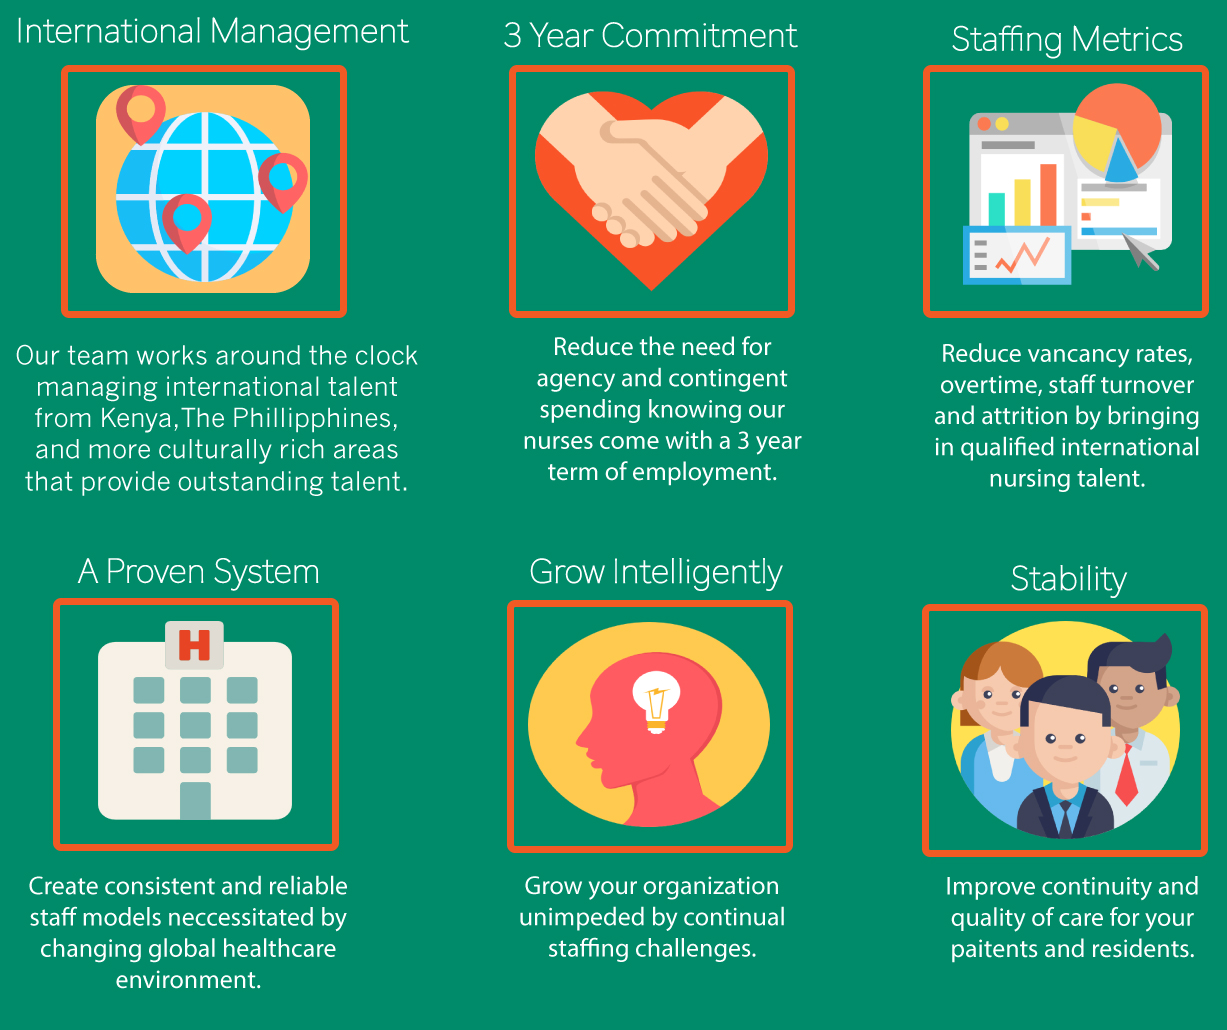 International Management
Our team works around the clock
managing international talent
from Kenya, The Phillipphines,
and more culturally rich areas
that provide outstanding talent.
3 Year Commitment
Reduce the need for
agency and contingent
spending knowing our
nurses come with a 3 year
term of employment.
Staffing Metrics
Reduce vancancy rates,
overtime, staff turnover
and attrition by bringing
in qualified international
nursing talent.
A Proven System
H
Create consistent and reliable
staff models neccessitated by
changing global healthcare
environment.
Grow Intelligently
Grow your organization
unimpeded by continual
staffing challenges.
Stability
Improve continuity and
quality of care for your
paitents and residents.